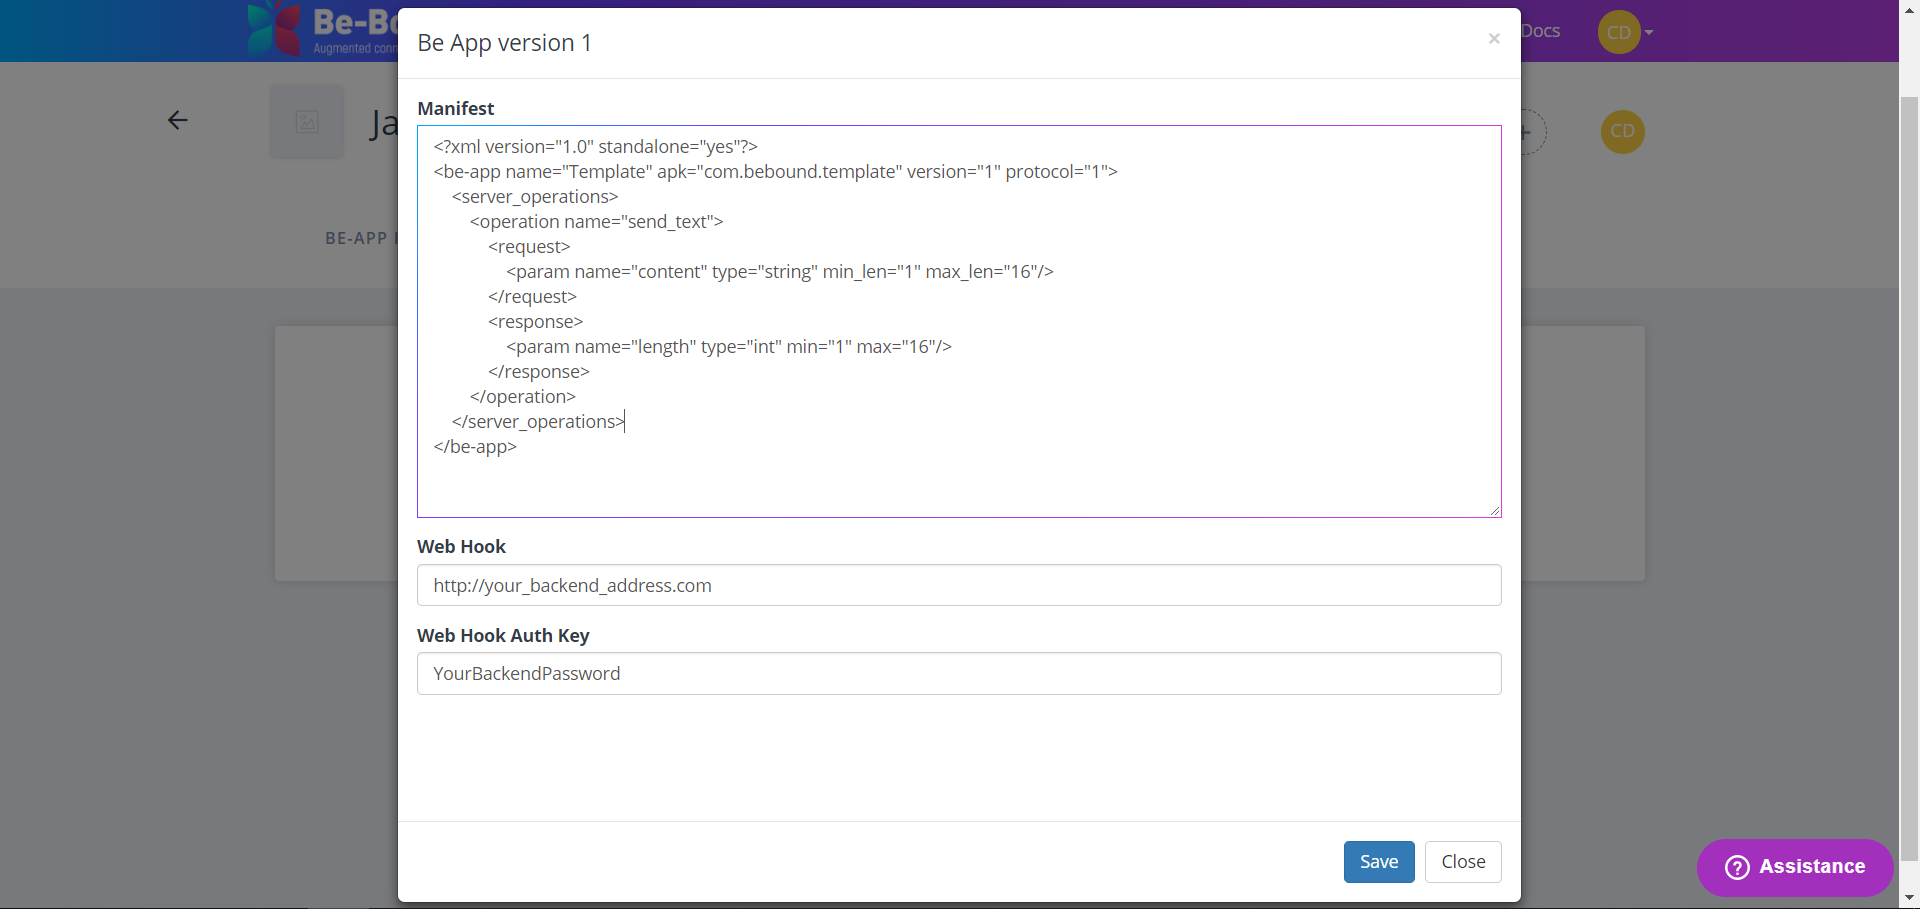 Be-Bo
Augmented conn
Docs
CD
Be App version 1
×
Ja
CD
BE-APP
Manifest
<?xml version="1.0" standalone="yes"?>
<be-app name="Template" apk="com.bebound.template" version="1" protocol="1">
<server_operations>
<operation name="send_text">
<request>
<param name="content" type="string" min_len="1" max_len="16"/>
</request>
<response>
<param name="length" type="int" min="1" max="16"/>
</response>
</operation>
</server_operations>
</be-app>
Web Hook
http://your_backend_address.com
Web Hook Auth Key
YourBackendPassword
Save
Close
Assistance